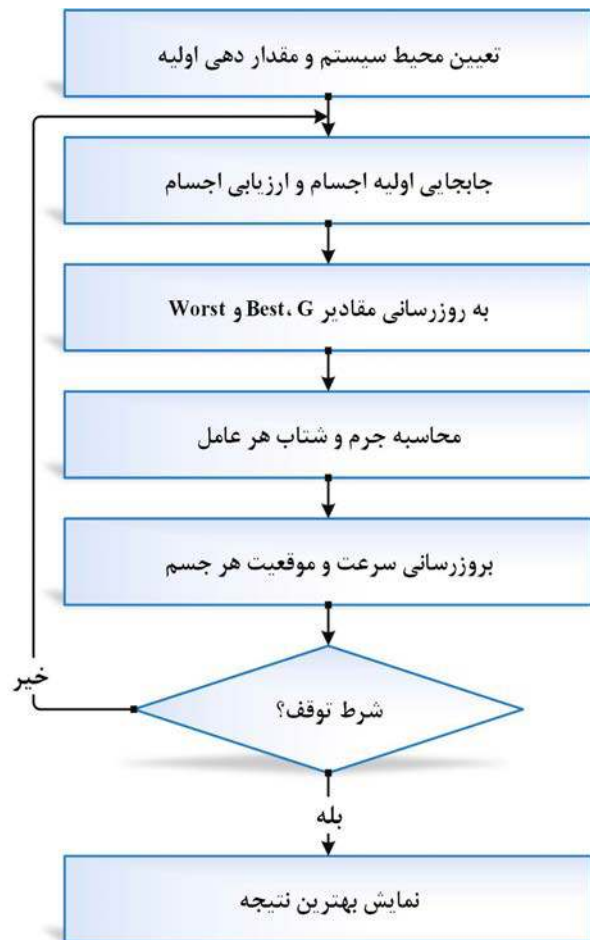 تعیین محیط سیستم و مقدار دهی اولیه
جابجایی اولیه اجسام و ارزیابی اجسام
به روزرسانی مقادیر Best، G و Worst
محاسبه جرم و شتاب هر عامل
بروزرسانی سرعت و موقعیت هر جسم
شرط توقف؟
خیر
بله
نمایش بهترین نتیجه